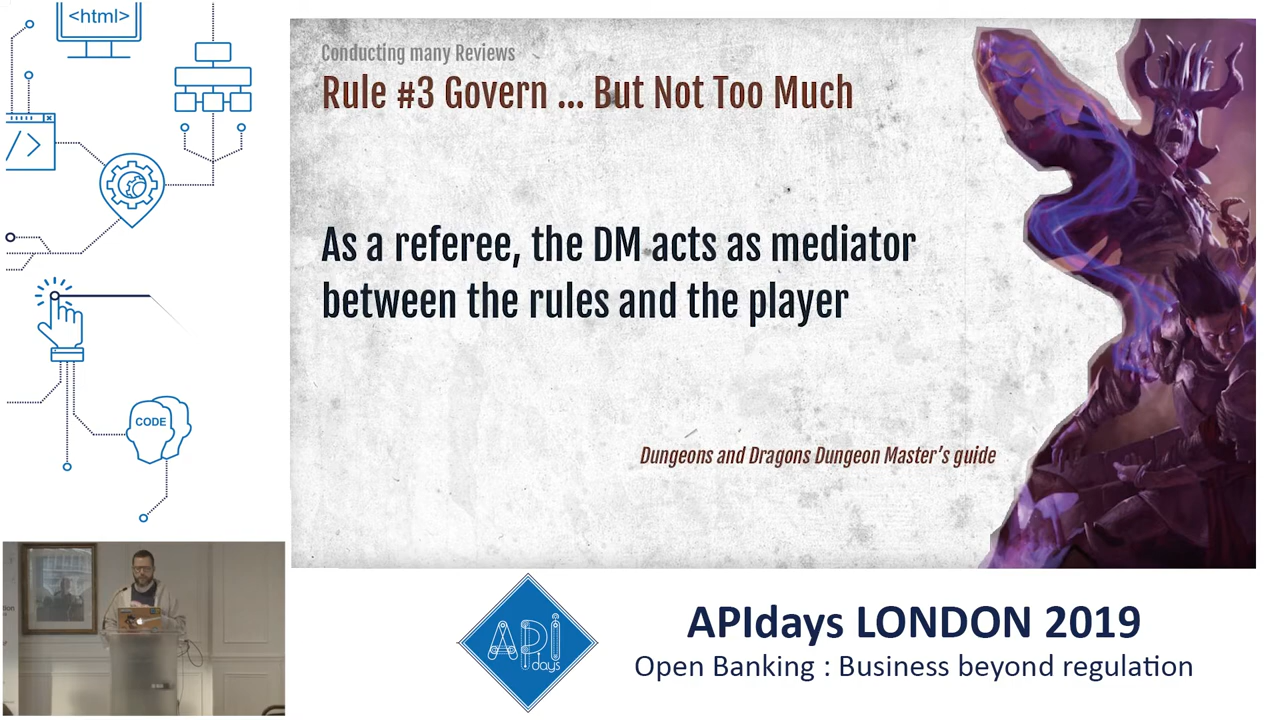 <html>
</>
CODE
Conducting many Reviews
Rule #3 Govern ... But Not Too Much
As a referee, the DM acts as mediator
between the rules and the player
Dungeons and Dragons Dungeon Master's guide
API
days
APIdays LONDON 2019
Open Banking : Business beyond regulation